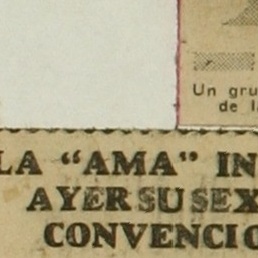 Un gru
de l
LA “AMA” IN
AYER SU SEX
CONVENCIO